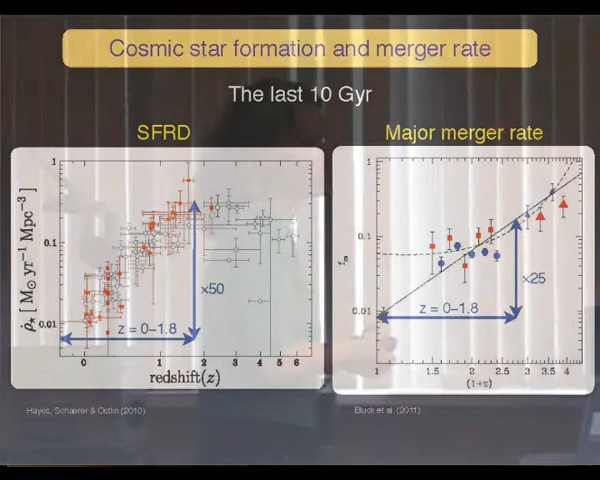 Cosmic star formation and merger rate
The last 10 Gyr
SFRD
Major merger rate
ρ̇⋆ [ M⊙ yr⁻¹ Mpc⁻³ ]
1
0.1
0.01
×50
z = 0–1.8
0 1 2 3 4 5 6
redshift(z)
Hayes, Schaerer & Ostlin (2010)
fₘ
1
0.1
0.01
×25
z = 0–1.8
1 1.5 2 2.5 3 3.5 4
(1+z)
Bluck et al. (2011)